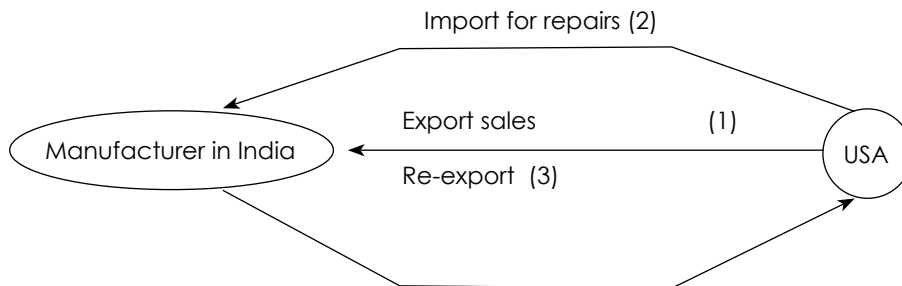 Import for repairs (2)
Export sales (1)
Manufacturer in India
USA
Re-export (3)